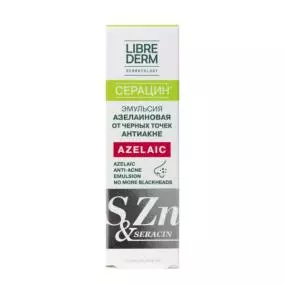 LIBRE
DERM
DERMATOLOGY
СЕРАЦИН
ЭМУЛЬСИЯ
АЗЕЛАИНОВАЯ
ОТ ЧЕРНЫХ ТОЧЕК
АНТИАКНЕ
AZELAIC
AZELAIC
ANTI-ACNE
EMULSION
NO MORE BLACKHEADS
S Zn
& SERACIN